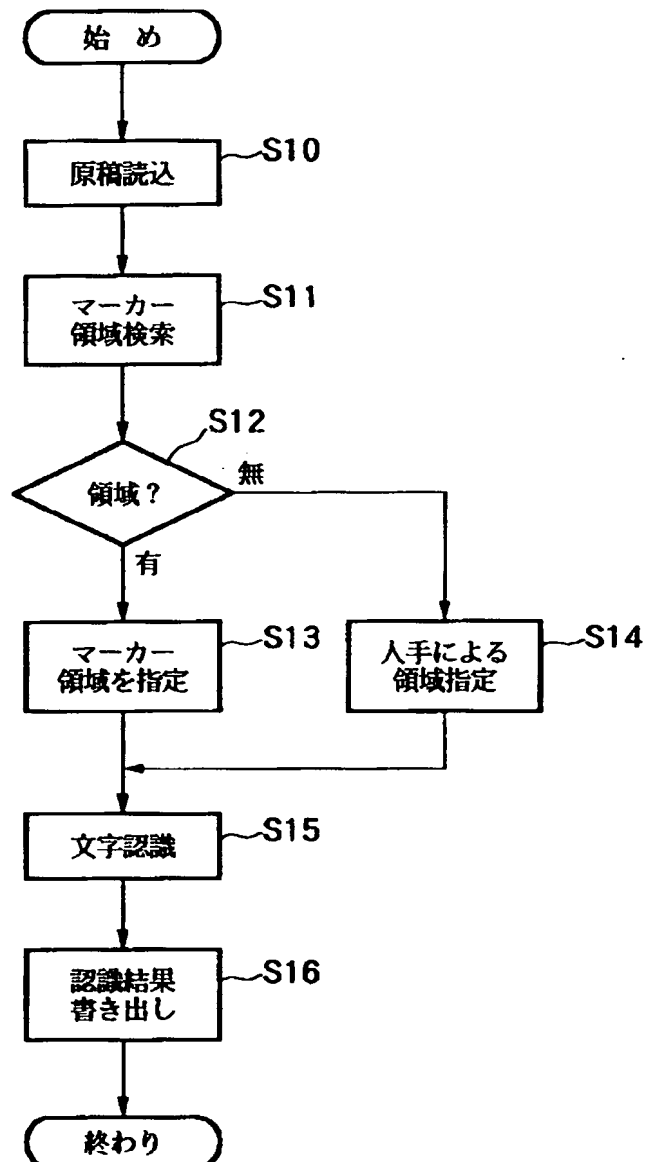 始 め
原稿読込
S10
マーカー
領域検索
S11
S12
領域?
無
有
マーカー
領域を指定
S13
人手による
領域指定
S14
文字認識
S15
認識結果
書き出し
S16
終わり